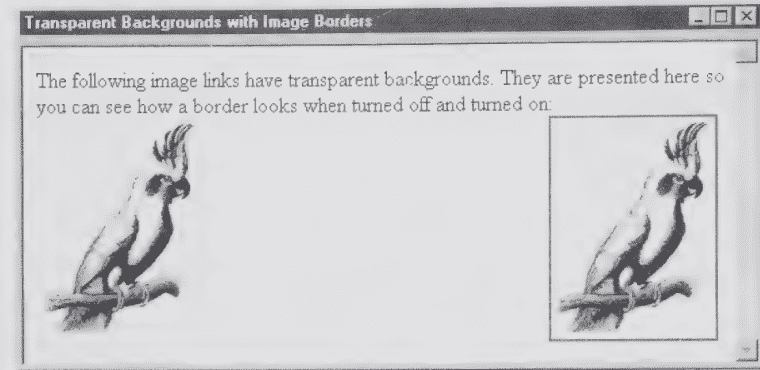 Transparent Backgrounds with Image Borders
The following image links have transparent backgrounds. They are presented here so
you can see how a border looks when turned off and turned on: